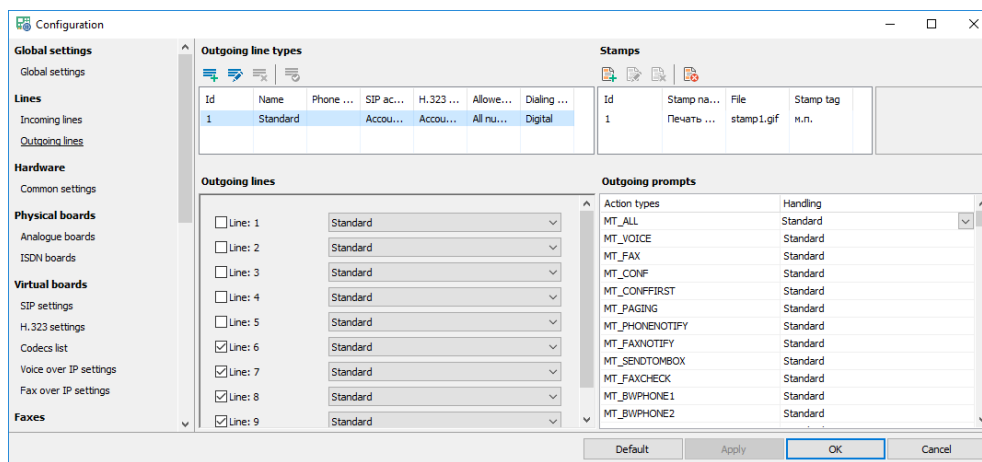 Configuration
Global settings
Global settings
Lines
Incoming lines
Outgoing lines
Hardware
Common settings
Physical boards
Analogue boards
ISDN boards
Virtual boards
SIP settings
H.323 settings
Codecs list
Voice over IP settings
Fax over IP settings
Faxes
Outgoing line types
Id Name Phone ... SIP ac... H.323 ... Allowe... Dialing ...
1 Standard Accou... Accou... All nu... Digital
Stamps
Id Stamp na... File Stamp tag
1 Печать ... stamp1.gif м.п.
Outgoing lines
Line: 1 Standard
Line: 2 Standard
Line: 3 Standard
Line: 4 Standard
Line: 5 Standard
Line: 6 Standard
Line: 7 Standard
Line: 8 Standard
Line: 9 Standard
Outgoing prompts
Action types Handling
MT_ALL Standard
MT_VOICE Standard
MT_FAX Standard
MT_CONF Standard
MT_CONFFIRST Standard
MT_PAGING Standard
MT_PHONENOTIFY Standard
MT_FAXNOTIFY Standard
MT_SENDTOMBOX Standard
MT_FAXCHECK Standard
MT_BWPHONE1 Standard
MT_BWPHONE2 Standard
Default Apply OK Cancel